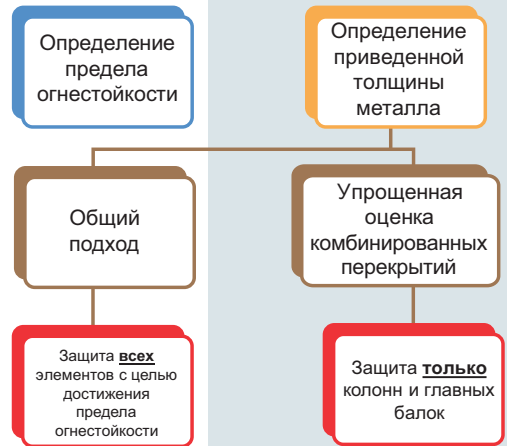 Определение
предела
огнестойкости
Определение
приведенной
толщины
металла
Общий
подход
Упрощенная
оценка
комбинированных
перекрытий
Защита всех
элементов с целью
достижения
предела
огнестойкости
Защита только
колонн и главных
балок